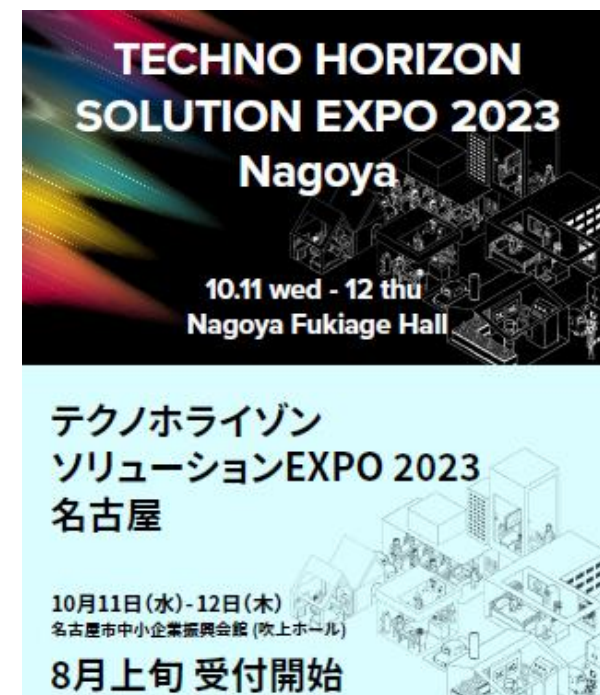 TECHNO HORIZON
SOLUTION EXPO 2023
Nagoya
10.11 wed - 12 thu
Nagoya Fukiage Hall
テクノホライゾン
ソリューションEXPO 2023
名古屋
10月11日(水)-12日(木)
名古屋市中小企業振興会館 (吹上ホール)
8月上旬 受付開始